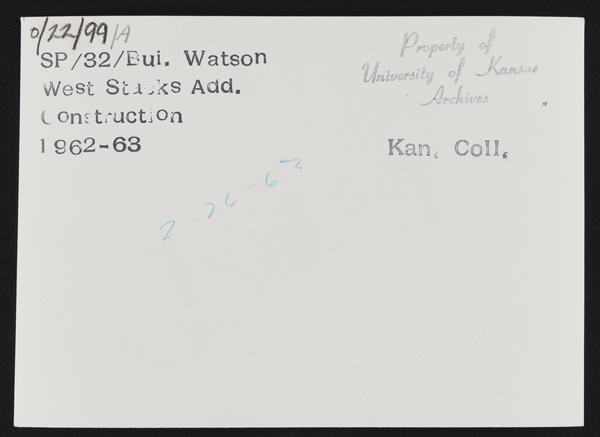 0/22/99/A
SP/32/Bui. Watson
West Stacks Add.
Construction
1962-63
Property of
University of Kansas
Archives
Kan. Coll.
2-26-63